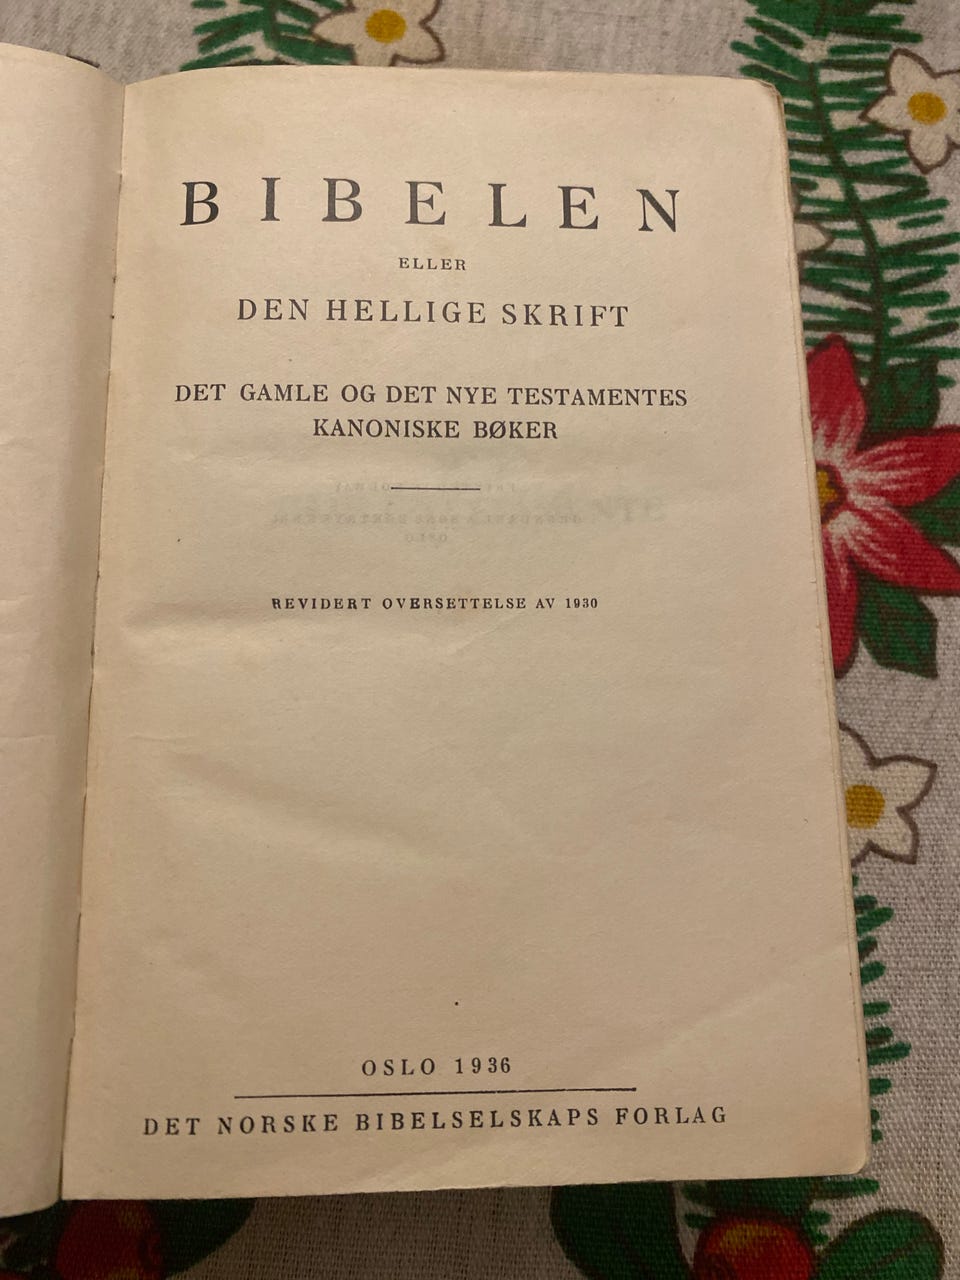 BIBELEN
ELLER
DEN HELLIGE SKRIFT
DET GAMLE OG DET NYE TESTAMENTES
KANONISKE BØKER
REVIDERT OVERSETTELSE AV 1930
OSLO 1936
DET NORSKE BIBELSELSKAPS FORLAG